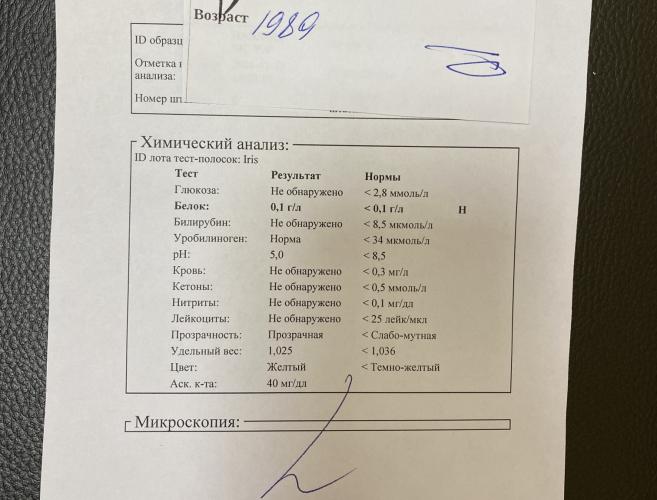 Возраст 1989
ID образц
Отметка
анализа:
Номер шт
Химический анализ:
ID лота тест-полосок: Iris
Тест Результат Нормы
Глюкоза: Не обнаружено < 2,8 ммоль/л
Белок: 0,1 г/л < 0,1 г/л Н
Билирубин: Не обнаружено < 8,5 мкмоль/л
Уробилиноген: Норма < 34 мкмоль/л
pH: 5,0 < 8,5
Кровь: Не обнаружено < 0,3 мг/л
Кетоны: Не обнаружено < 0,5 ммоль/л
Нитриты: Не обнаружено < 0,1 мг/дл
Лейкоциты: Не обнаружено < 25 лейк/мкл
Прозрачность: Прозрачная < Слабо-мутная
Удельный вес: 1,025 < 1,036
Цвет: Желтый < Темно-желтый
Аск. к-та: 40 мг/дл
Микроскопия: